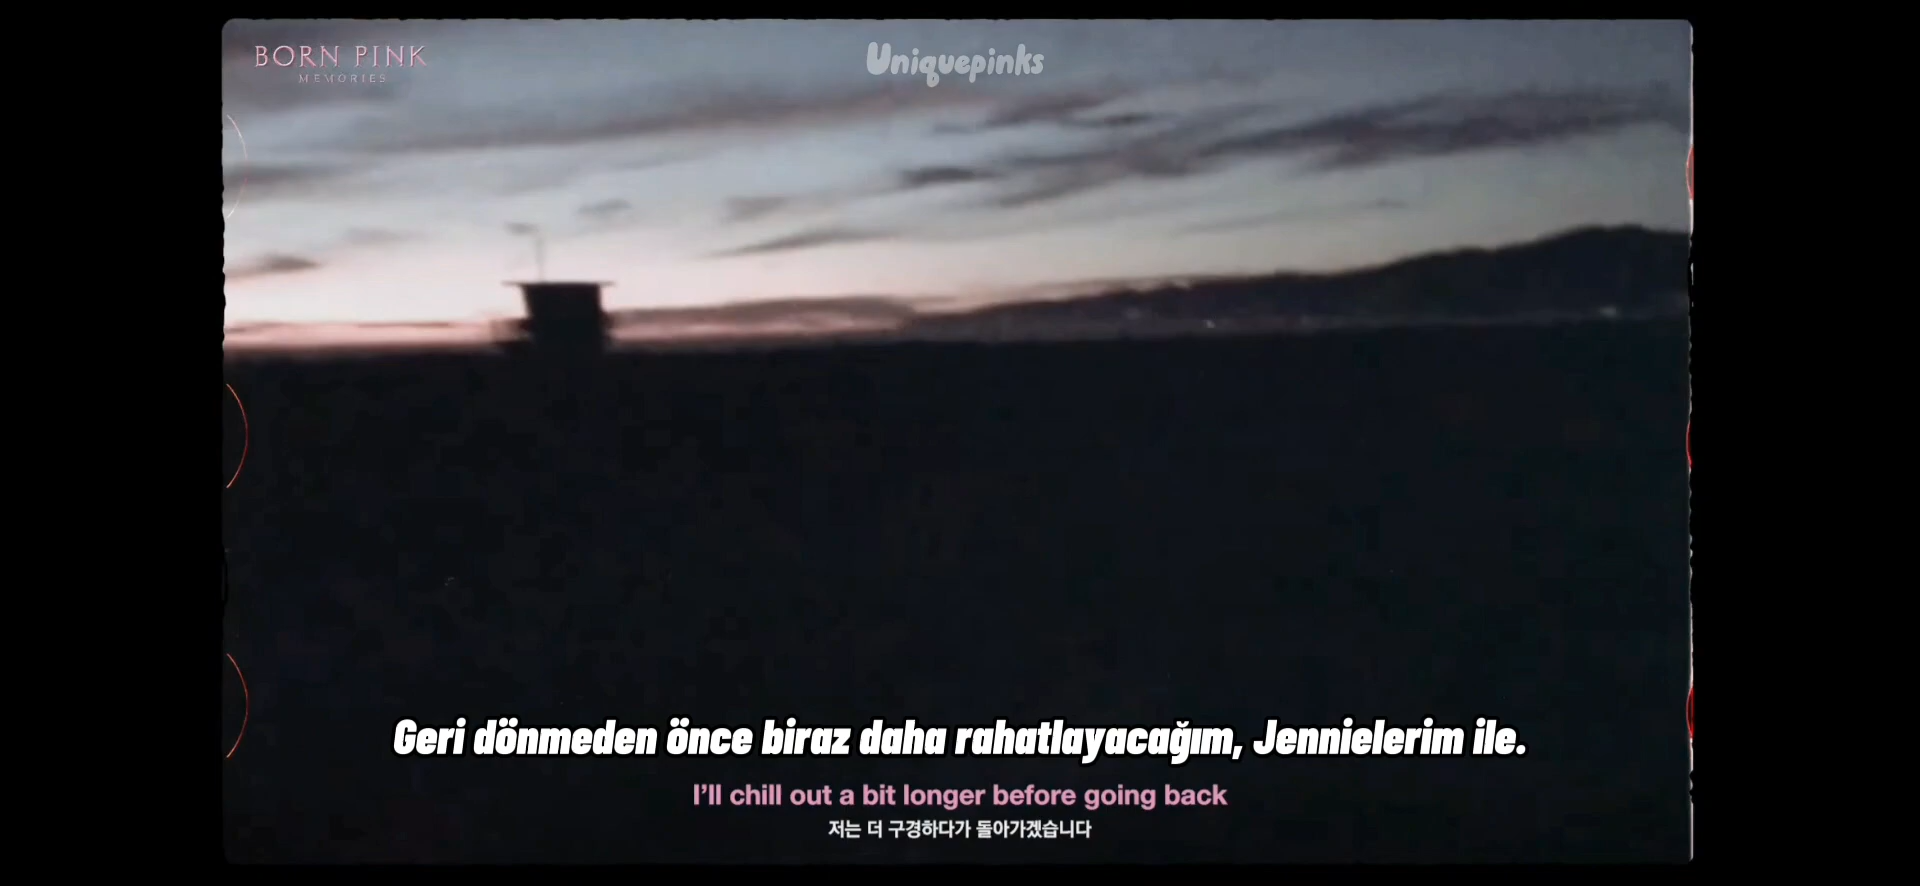 BORN PINK
MEMORIES
Uniquepinks
Geri dönmeden önce biraz daha rahatlayacağım, Jennielerim ile.
I'll chill out a bit longer before going back
저는 더 구경하다가 돌아가겠습니다